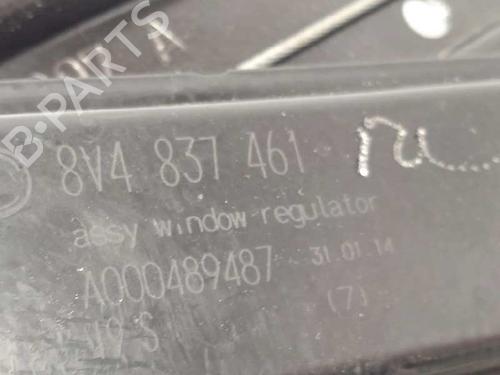 B-PARTS
8V4 837 461
assy window regulator
A000489487 31.01.14
(7)